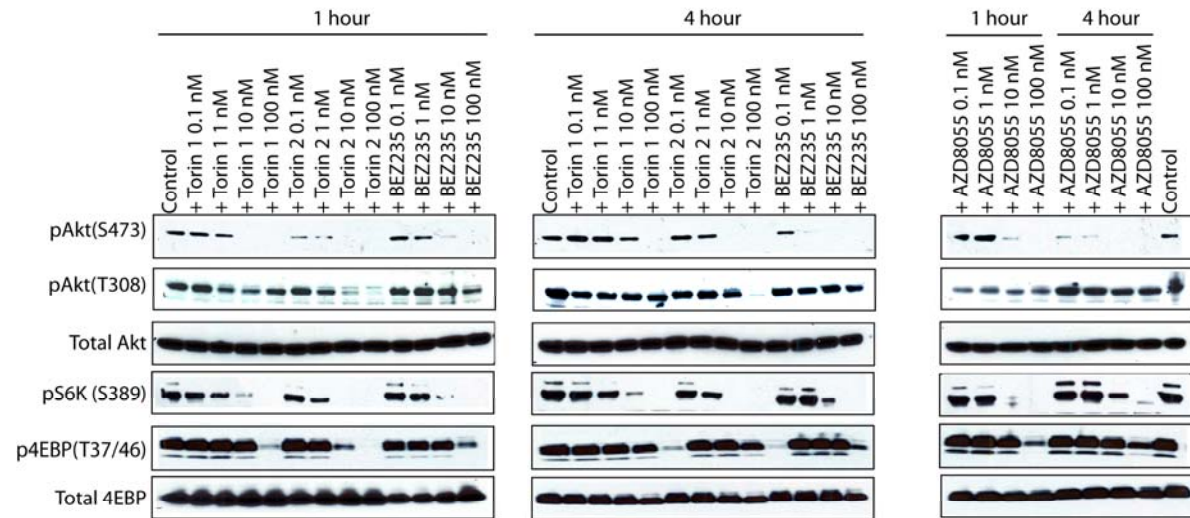 1 hour
4 hour
1 hour
4 hour
Control
+ Torin 1 0.1 nM
+ Torin 1 1 nM
+ Torin 1 10 nM
+ Torin 1 100 nM
+ Torin 2 0.1 nM
+ Torin 2 1 nM
+ Torin 2 10 nM
+ Torin 2 100 nM
+ BEZ235 0.1 nM
+ BEZ235 1 nM
+ BEZ235 10 nM
+ BEZ235 100 nM
Control
+ Torin 1 0.1 nM
+ Torin 1 1 nM
+ Torin 1 10 nM
+ Torin 1 100 nM
+ Torin 2 0.1 nM
+ Torin 2 1 nM
+ Torin 2 10 nM
+ Torin 2 100 nM
+ BEZ235 0.1 nM
+ BEZ235 1 nM
+ BEZ235 10 nM
+ BEZ235 100 nM
+ AZD8055 0.1 nM
+ AZD8055 1 nM
+ AZD8055 10 nM
+ AZD8055 100 nM
+ AZD8055 0.1 nM
+ AZD8055 1 nM
+ AZD8055 10 nM
+ AZD8055 100 nM
Control
pAkt(S473)
pAkt(T308)
Total Akt
pS6K (S389)
p4EBP(T37/46)
Total 4EBP